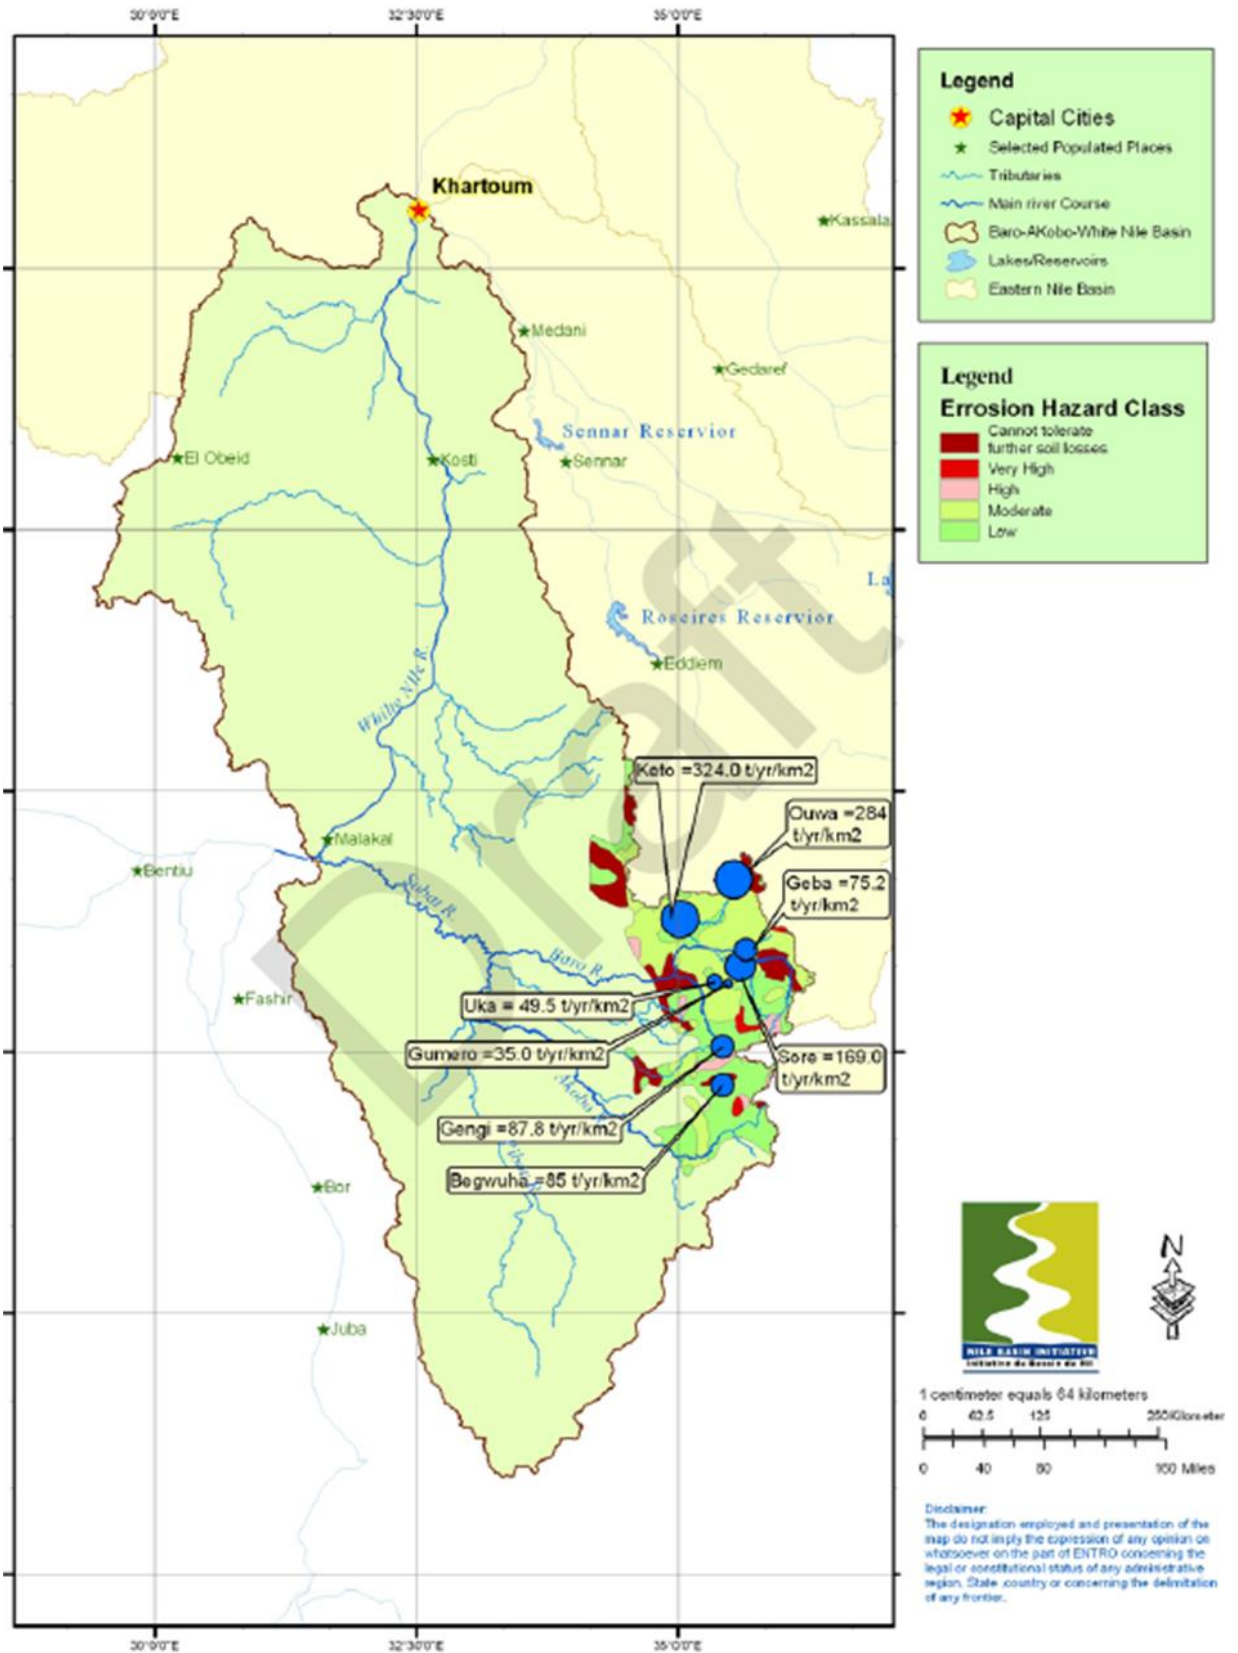 30°0'0"E
32°30'0"E
35°0'0"E
Khartoum
Kassala
Medani
Gedaref
Sennar Reservior
El Obeid
Kosti
Sennar
La
Roseires Reservior
Eddiem
White Nile R.
Keto =324.0 t/yr/km2
Ouwa =284
t/yr/km2
Malakal
Bentiu
Geba =75.2
t/yr/km2
Sobat R.
Baro R.
Fashir
Uka = 49.5 t/yr/km2
Gumero =35.0 t/yr/km2
Sore =169.0
t/yr/km2
Akobo
Gengi =87.8 t/yr/km2
Begwuha =85 t/yr/km2
Bor
Juba
Draft
30°0'0"E
32°30'0"E
35°0'0"E
Legend
Capital Cities
Selected Populated Places
Tributaries
Main river Course
Baro-AKobo-White Nile Basin
Lakes/Reservoirs
Eastern Nile Basin
Legend
Errosion Hazard Class
Cannot tolerate
further soil losses
Very High
High
Moderate
Low
N
NILE BASIN INITIATIVE
Initiative du Bassin du Nil
1 centimeter equals 64 kilometers
0 62.5 125 250 Kilometer
0 40 80 160 Miles
Disclaimer:
The designation employed and presentation of the
map do not imply the expression of any opinion on
whatsoever on the part of ENTRO concerning the
legal or constitutional status of any administrative
region, State ,country or concerning the delimitation
of any frontier.